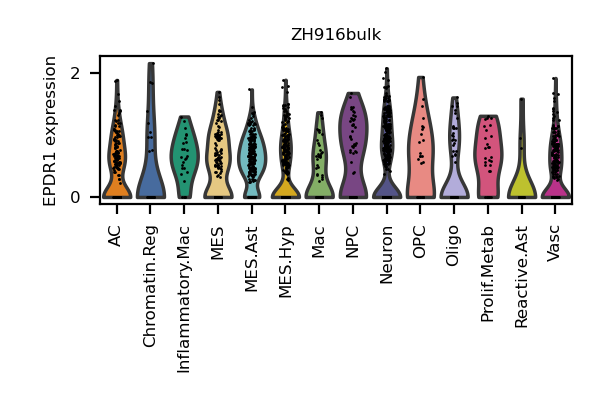 ZH916bulk
EPDR1 expression
2
0
AC
Chromatin.Reg
Inflammatory.Mac
MES
MES.Ast
MES.Hyp
Mac
NPC
Neuron
OPC
Oligo
Prolif.Metab
Reactive.Ast
Vasc